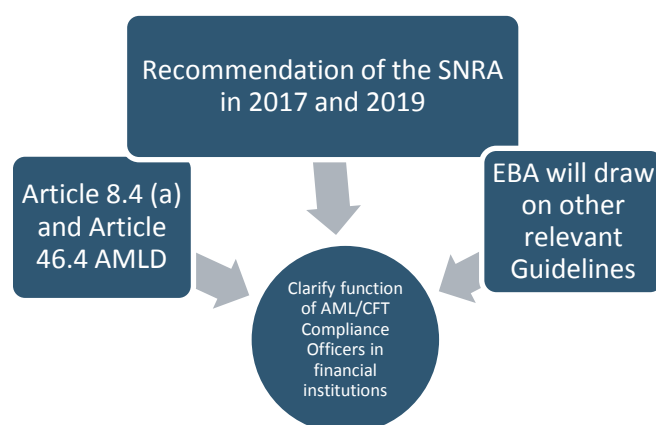 Recommendation of the SNRA
in 2017 and 2019
Article 8.4 (a)
and Article
46.4 AMLD
EBA will draw
on other
relevant
Guidelines
Clarify function
of AML/CFT
Compliance
Officers in
financial
institutions